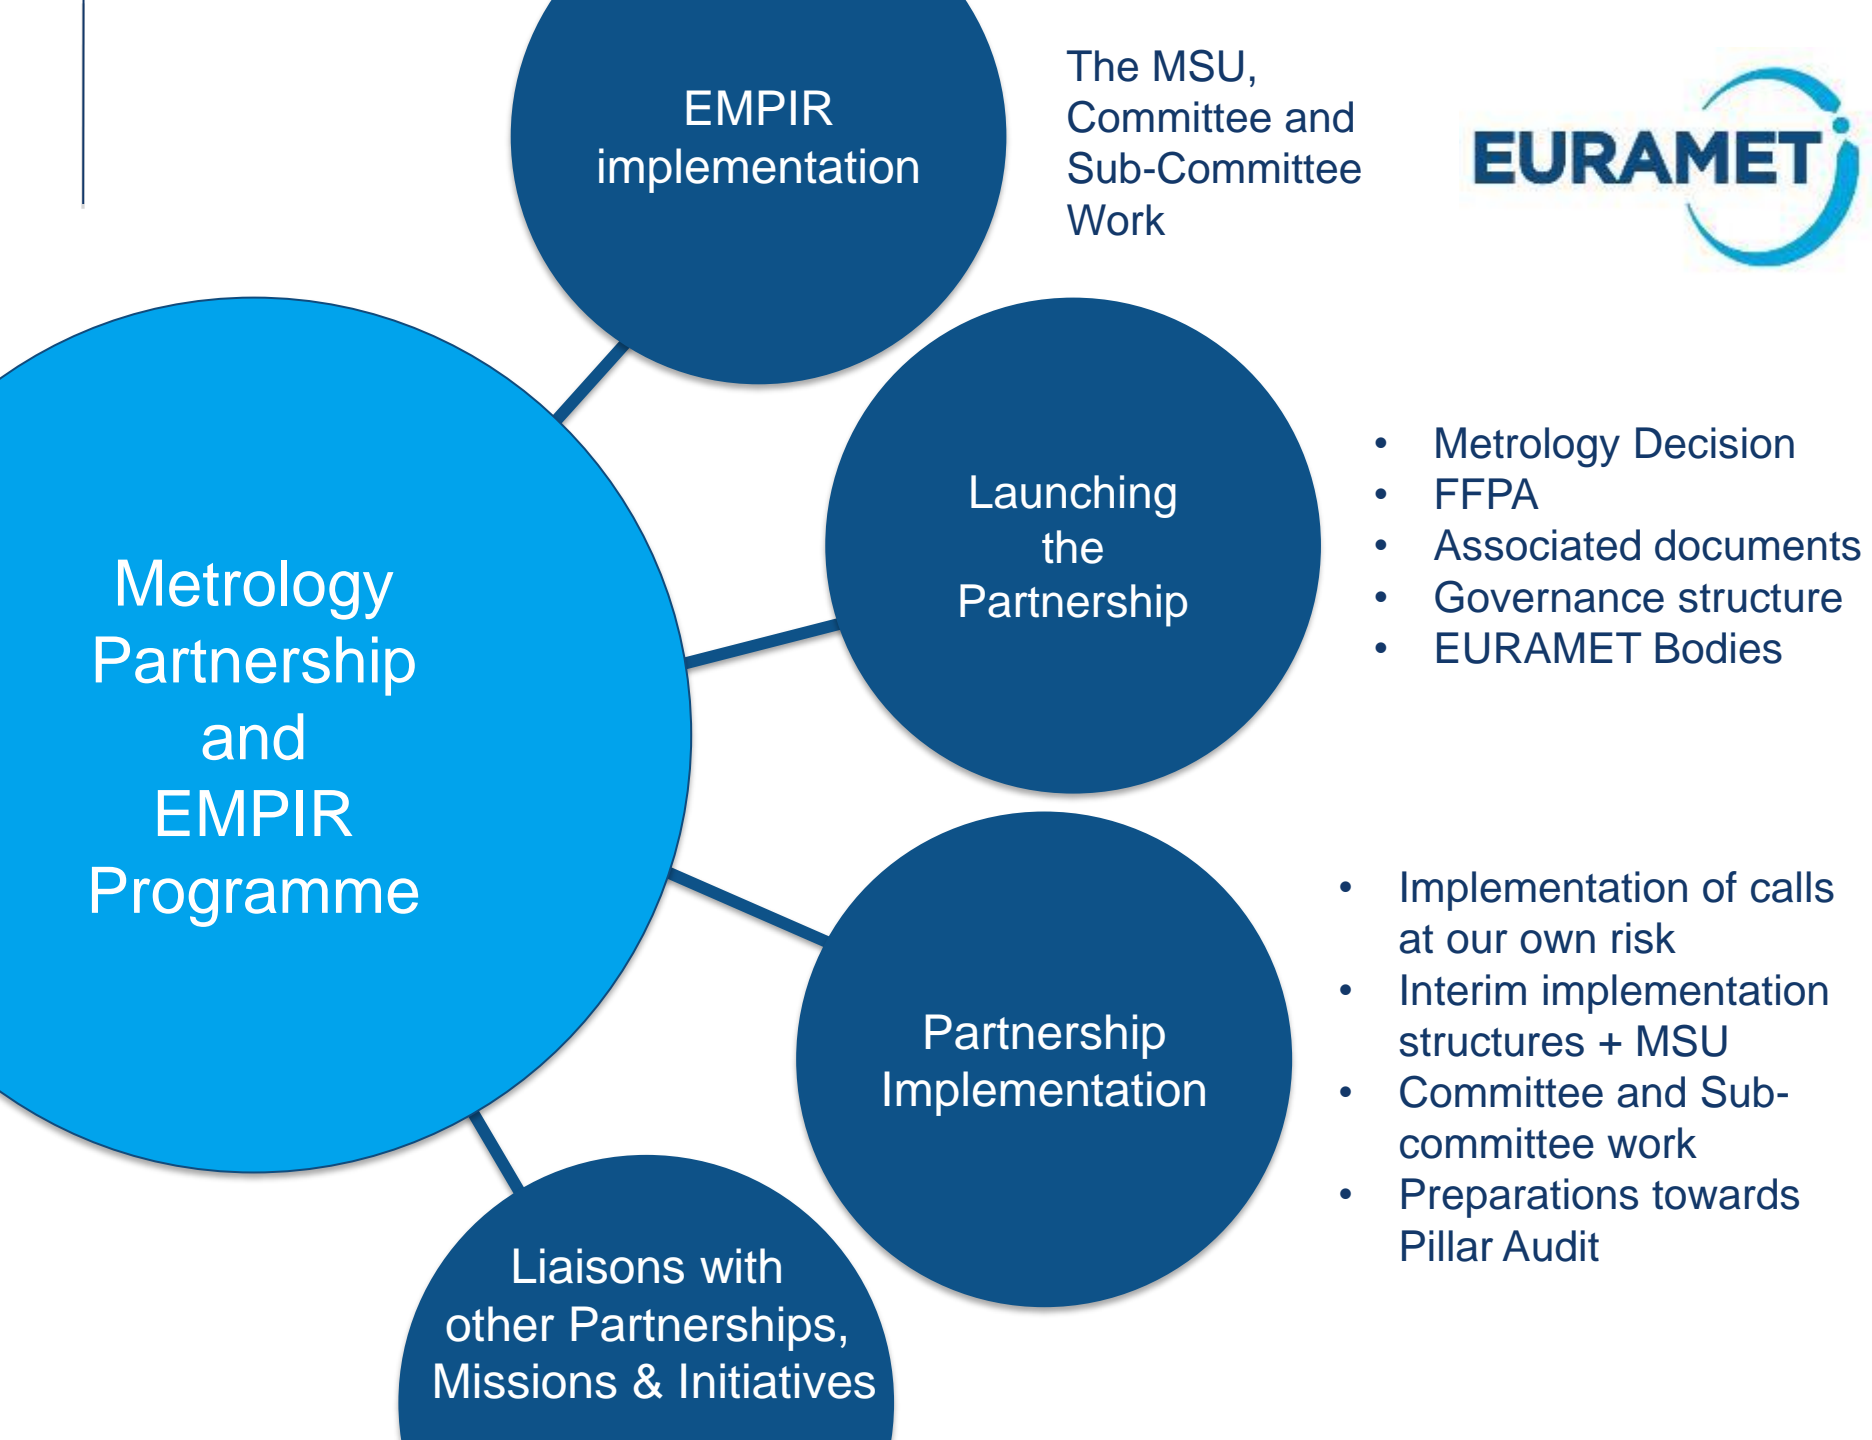 EMPIR
implementation
The MSU,
Committee and
Sub-Committee
Work
EURAMET
Metrology
Partnership
and
EMPIR
Programme
Launching
the
Partnership
• Metrology Decision
• FFPA
• Associated documents
• Governance structure
• EURAMET Bodies
Partnership
Implementation
• Implementation of calls
at our own risk
• Interim implementation
structures + MSU
• Committee and Sub-
committee work
• Preparations towards
Pillar Audit
Liaisons with
other Partnerships,
Missions & Initiatives